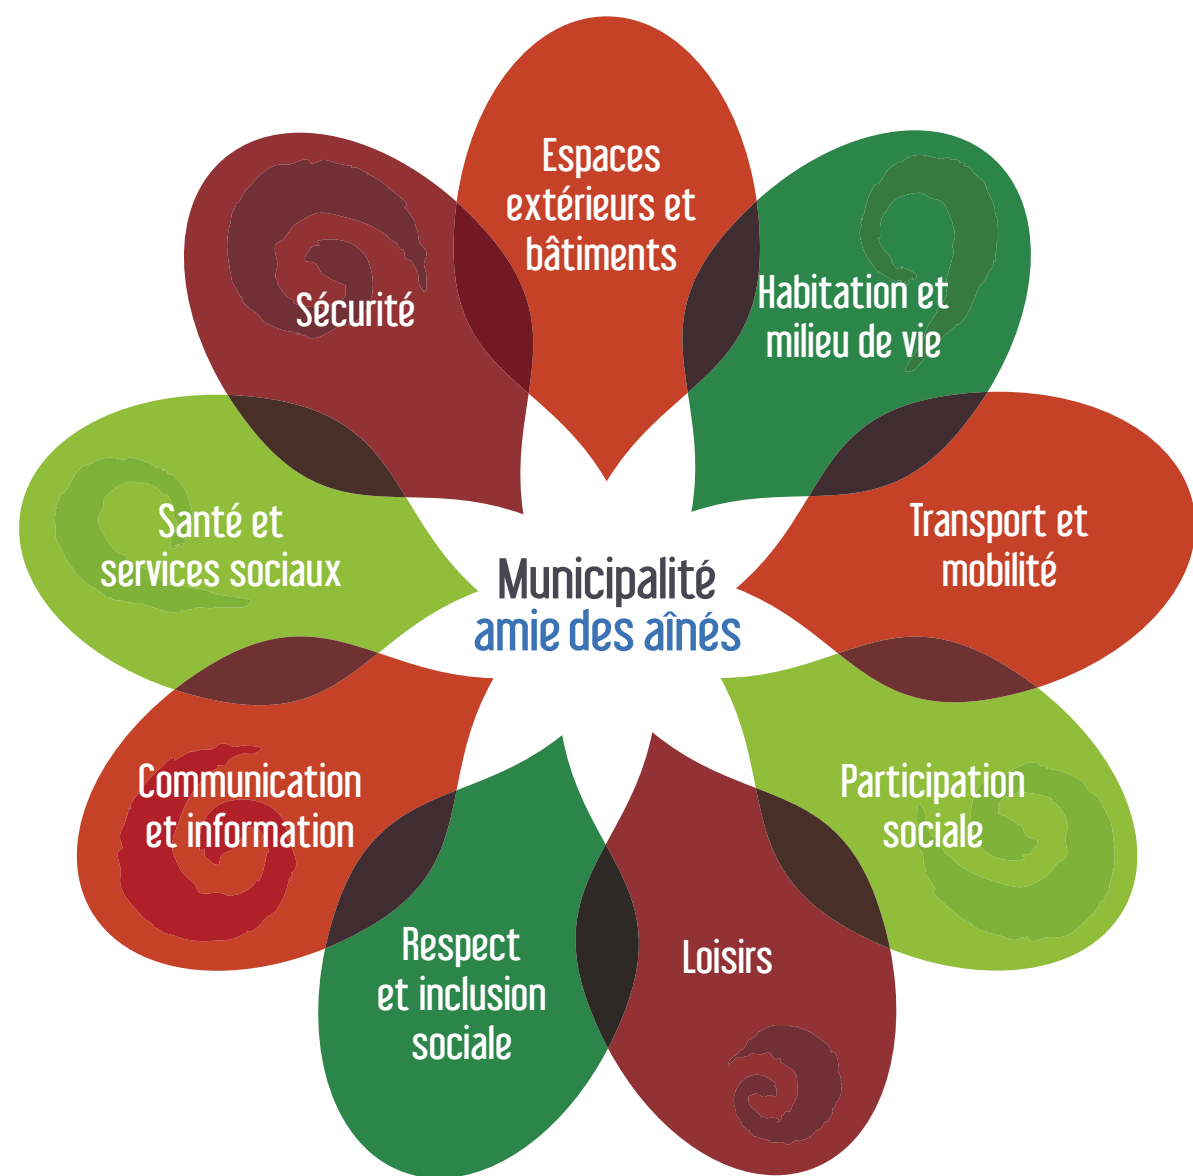 Espaces
extérieurs et
bâtiments
Habitation et
milieu de vie
Transport et
mobilité
Participation
sociale
Loisirs
Respect
et inclusion
sociale
Communication
et information
Santé et
services sociaux
Sécurité
Municipalité
amie des aînés